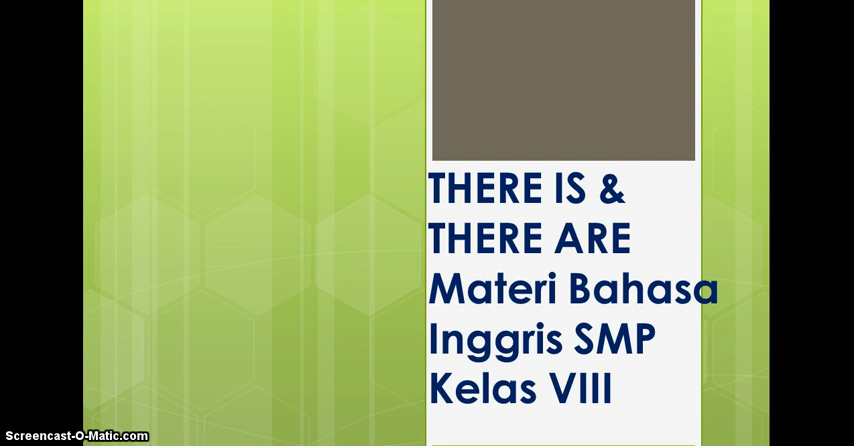 THERE IS &
THERE ARE
Materi Bahasa
Inggris SMP
Kelas VIII
Screencast-O-Matic.com